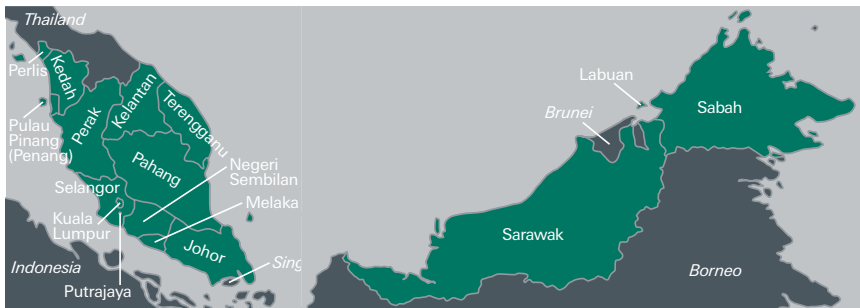 Thailand
Perlis
Kedah
Pulau
Pinang
(Penang)
Perak
Kelantan
Terengganu
Pahang
Negeri
Sembilan
Selangor
Melaka
Kuala
Lumpur
Johor
Indonesia
Sing
Putrajaya
Labuan
Brunei
Sabah
Sarawak
Borneo